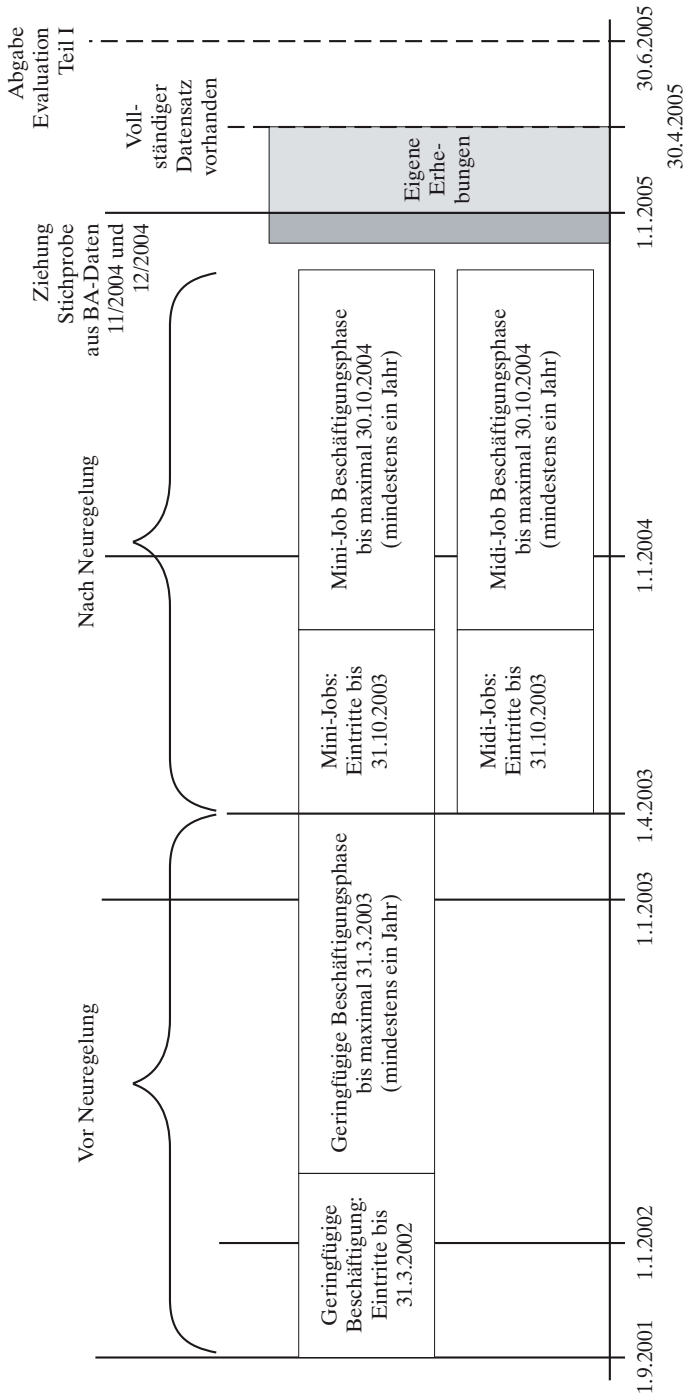 Vor Neuregelung
Nach Neuregelung
Ziehung
Stichprobe
aus BA-Daten
11/2004 und
12/2004
Voll-
ständiger
Datensatz
vorhanden
Abgabe
Evaluation
Teil I
Geringfügige
Beschäftigung:
Eintritte bis
31.3.2002
Geringfügige Beschäftigungsphase
bis maximal 31.3.2003
(mindestens ein Jahr)
Mini-Jobs:
Eintritte bis
31.10.2003
Mini-Job Beschäftigungsphase
bis maximal 30.10.2004
(mindestens ein Jahr)
Midi-Jobs:
Eintritte bis
31.10.2003
Midi-Job Beschäftigungsphase
bis maximal 30.10.2004
(mindestens ein Jahr)
Eigene
Erhe-
bungen
1.9.2001
1.1.2002
1.1.2003
1.4.2003
1.1.2004
1.1.2005
30.4.2005
30.6.2005